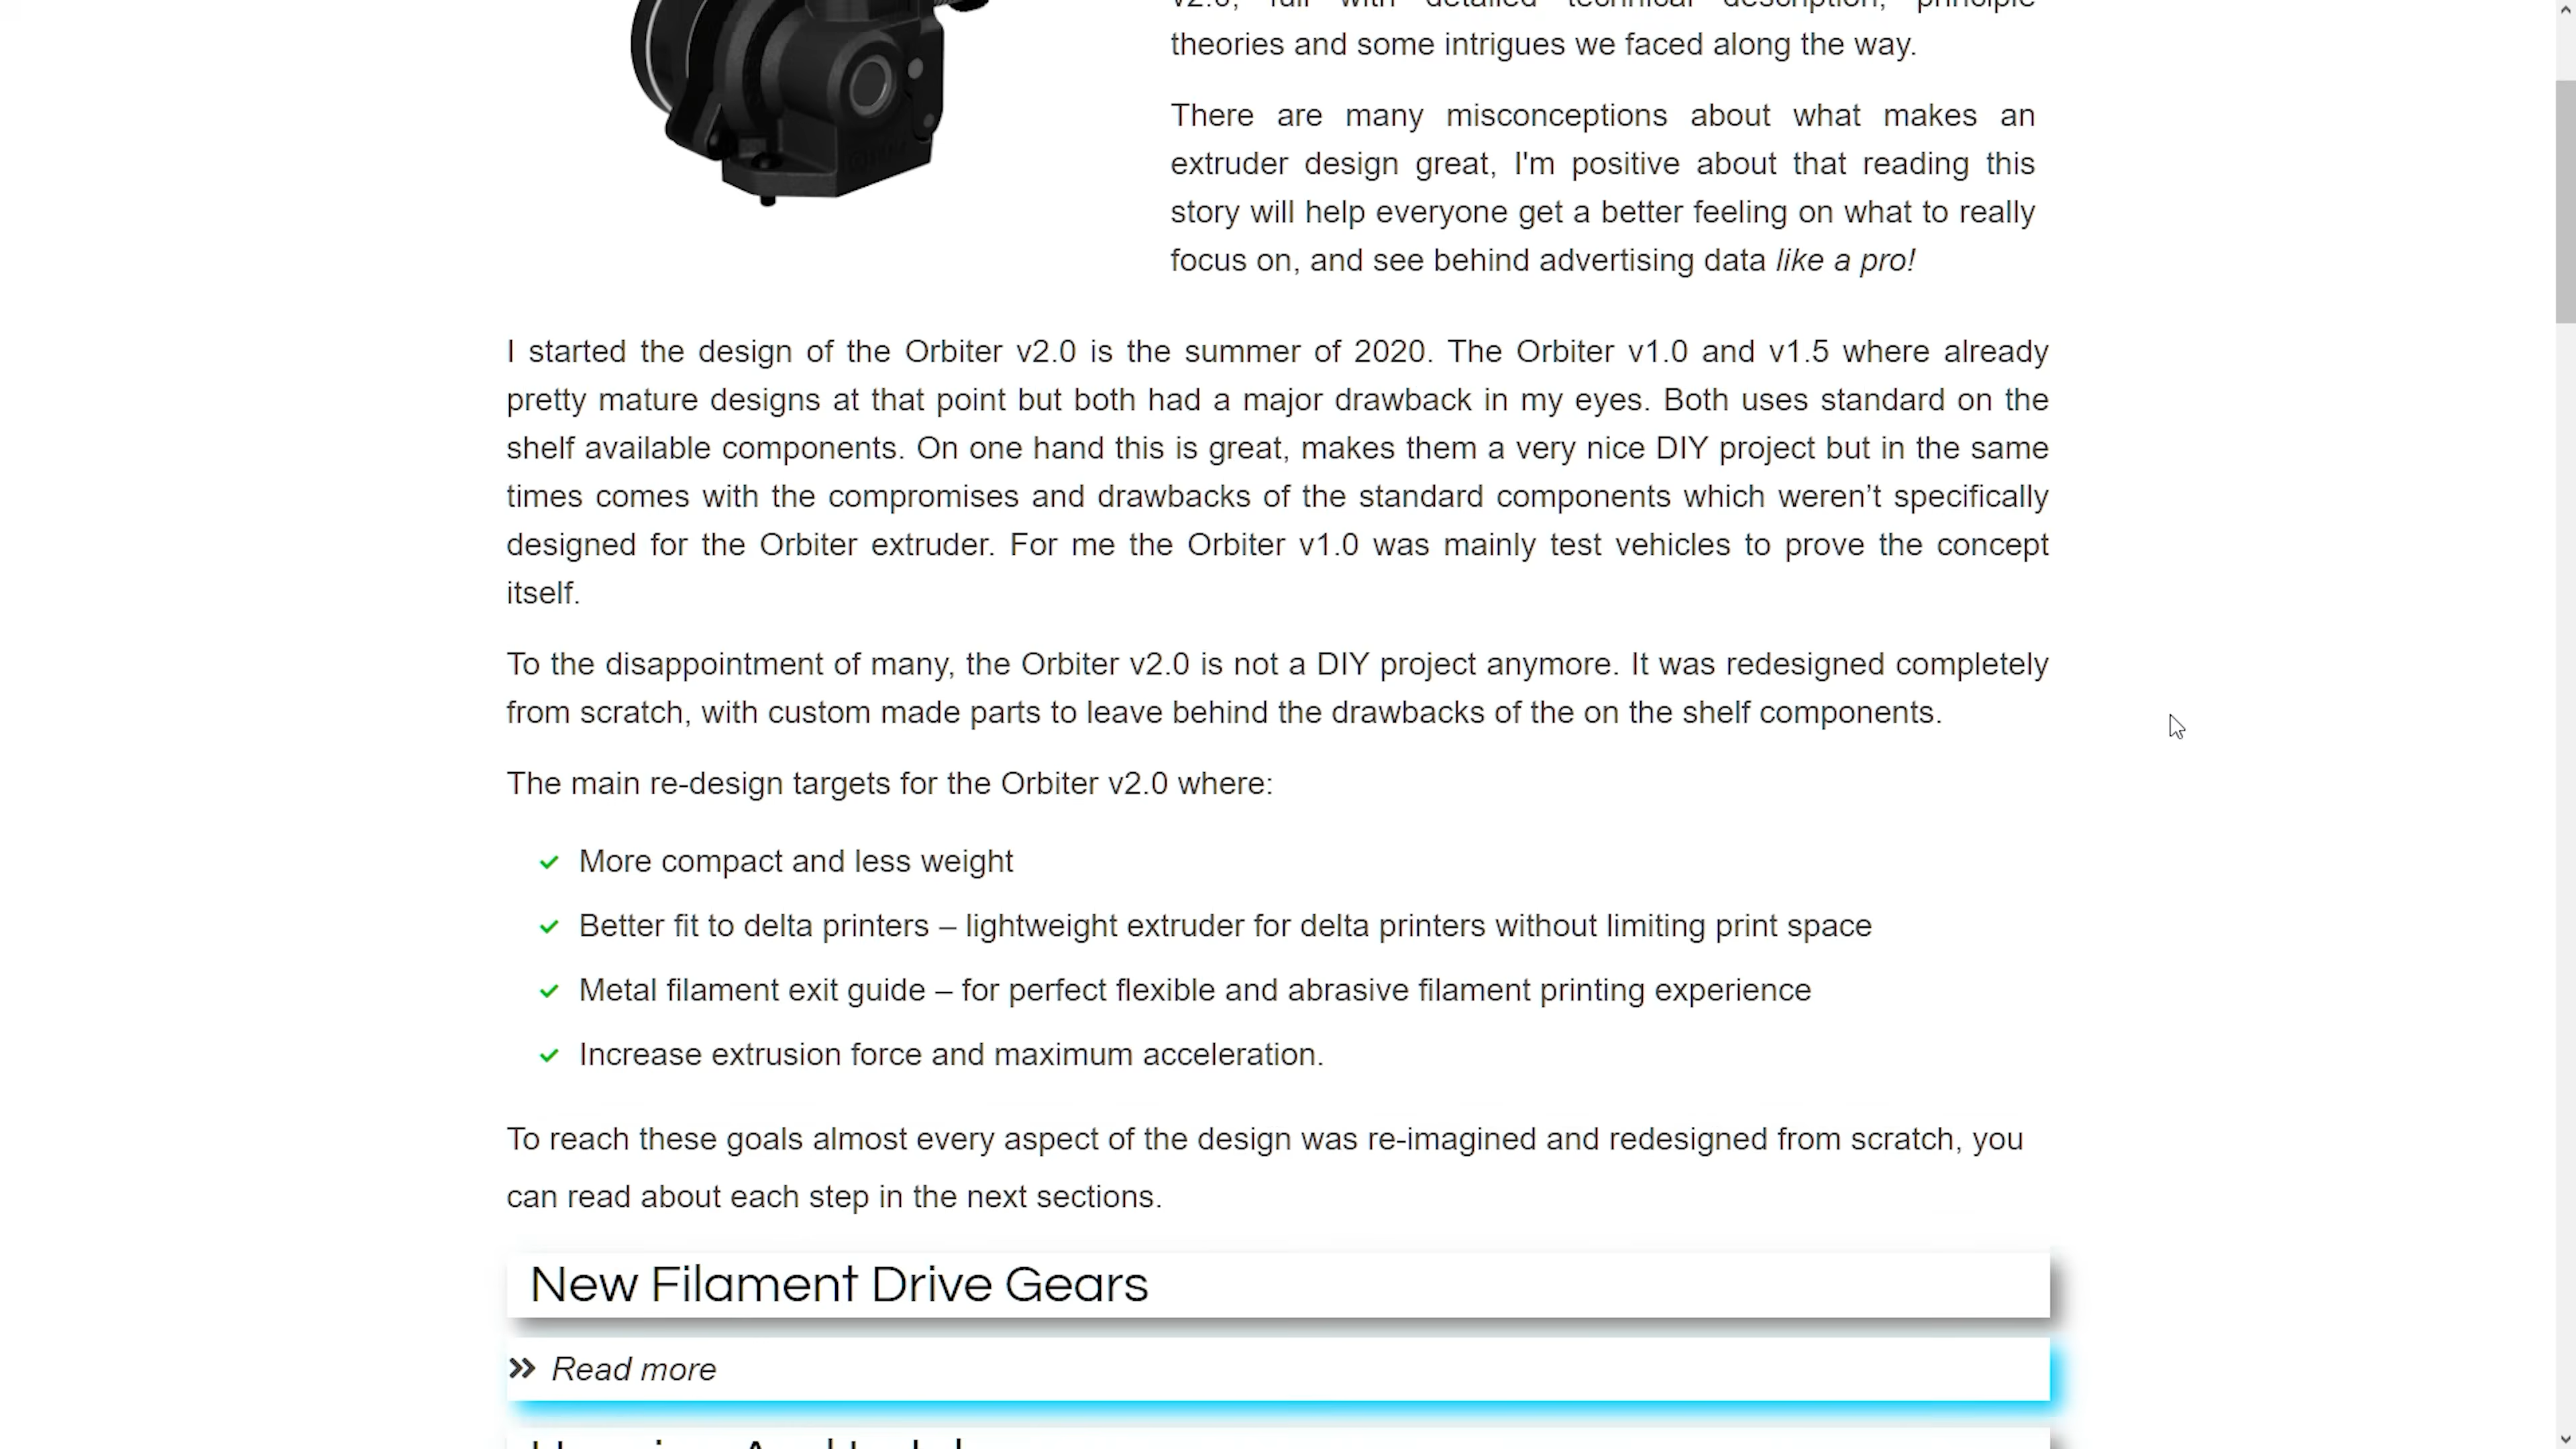 v2.0, full with detailed technical description, principle
theories and some intrigues we faced along the way.
There are many misconceptions about what makes an
extruder design great, I'm positive about that reading this
story will help everyone get a better feeling on what to really
focus on, and see behind advertising data like a pro!
I started the design of the Orbiter v2.0 is the summer of 2020. The Orbiter v1.0 and v1.5 where already
pretty mature designs at that point but both had a major drawback in my eyes. Both uses standard on the
shelf available components. On one hand this is great, makes them a very nice DIY project but in the same
times comes with the compromises and drawbacks of the standard components which weren’t specifically
designed for the Orbiter extruder. For me the Orbiter v1.0 was mainly test vehicles to prove the concept
itself.
To the disappointment of many, the Orbiter v2.0 is not a DIY project anymore. It was redesigned completely
from scratch, with custom made parts to leave behind the drawbacks of the on the shelf components.
The main re-design targets for the Orbiter v2.0 where:
More compact and less weight
Better fit to delta printers – lightweight extruder for delta printers without limiting print space
Metal filament exit guide – for perfect flexible and abrasive filament printing experience
Increase extrusion force and maximum acceleration.
To reach these goals almost every aspect of the design was re-imagined and redesigned from scratch, you
can read about each step in the next sections.
New Filament Drive Gears
Read more